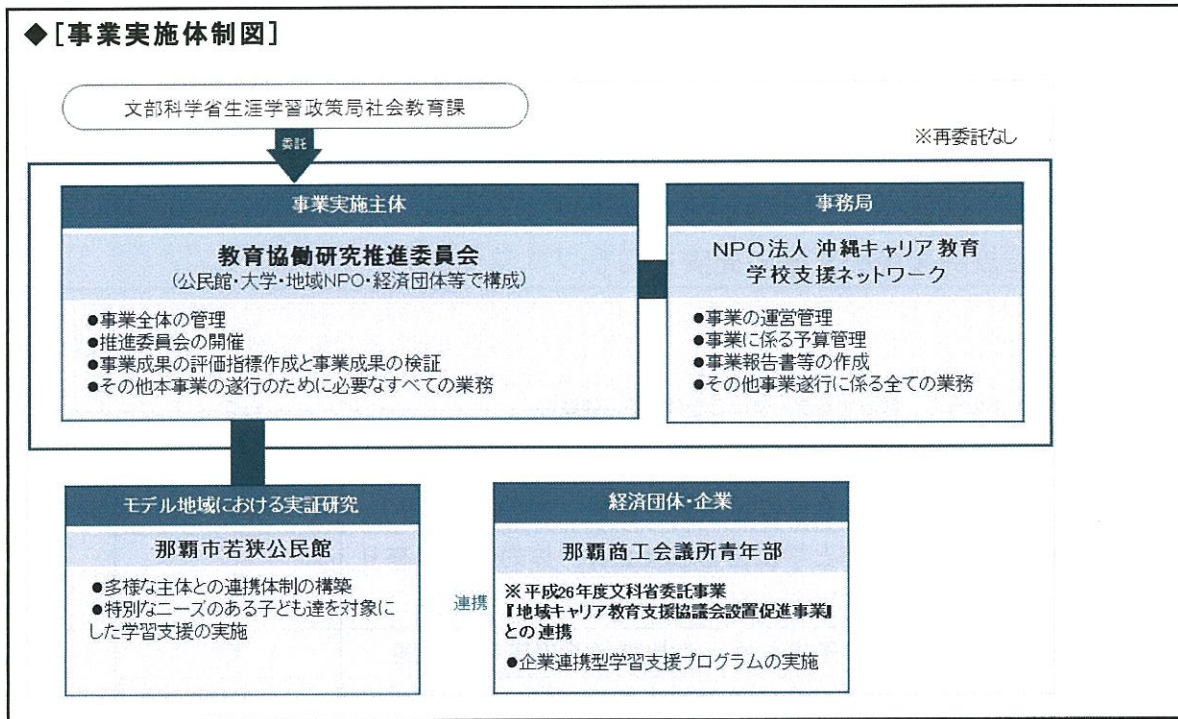 ◆[事業実施体制図]
文部科学省生涯学習政策局社会教育課
委託
※再委託なし
事業実施主体
教育協働研究推進委員会
(公民館・大学・地域NPO・経済団体等で構成)
●事業全体の管理
●推進委員会の開催
●事業成果の評価指標作成と事業成果の検証
●その他本事業の遂行のために必要なすべての業務
事務局
NPO法人 沖縄キャリア教育
学校支援ネットワーク
●事業の運営管理
●事業に係る予算管理
●事業報告書等の作成
●その他事業遂行に係る全ての業務
モデル地域における実証研究
那覇市若狭公民館
●多様な主体との連携体制の構築
●特別なニーズのある子ども達を対象に
した学習支援の実施
連携
経済団体・企業
那覇商工会議所青年部
※平成26年度文科省委託事業
『地域キャリア教育支援協議会設置促進事業』
との連携
●企業連携型学習支援プログラムの実施